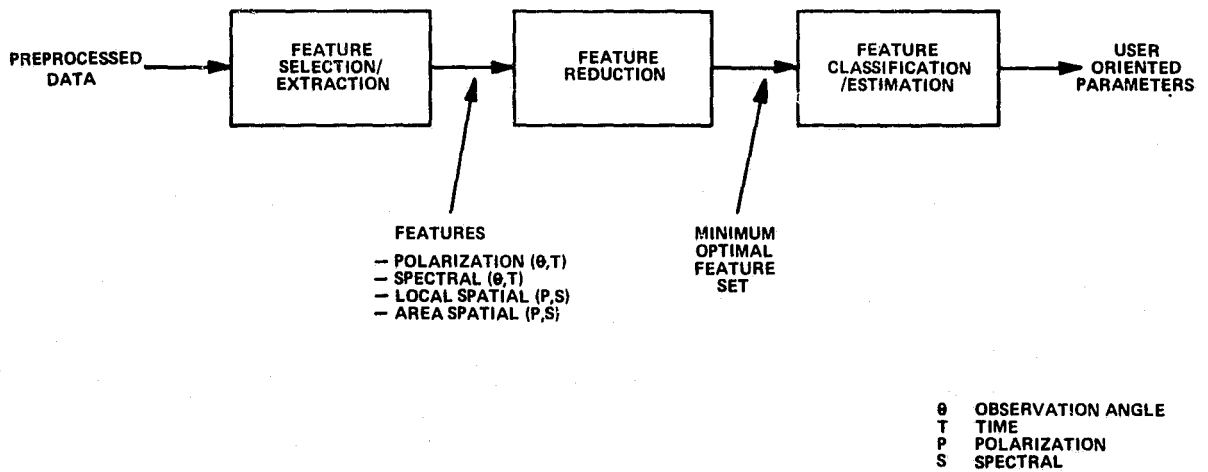 PREPROCESSED
DATA
FEATURE
SELECTION/
EXTRACTION
FEATURE
REDUCTION
FEATURE
CLASSIFICATION
/ESTIMATION
USER
ORIENTED
PARAMETERS
FEATURES
— POLARIZATION (θ,T)
— SPECTRAL (θ,T)
— LOCAL SPATIAL (P,S)
— AREA SPATIAL (P,S)
MINIMUM
OPTIMAL
FEATURE
SET
θ OBSERVATION ANGLE
T TIME
P POLARIZATION
S SPECTRAL